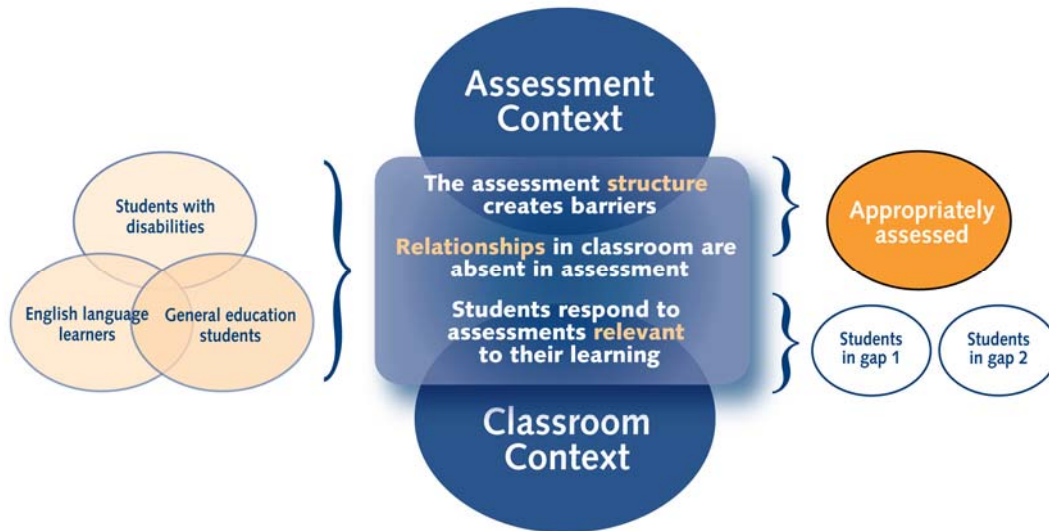 Assessment
Context
Students with
disabilities
English language
learners
General education
students
The assessment structure
creates barriers
Relationships in classroom are
absent in assessment
Students respond to
assessments relevant
to their learning
Classroom
Context
Appropriately
assessed
Students
in gap 1
Students
in gap 2